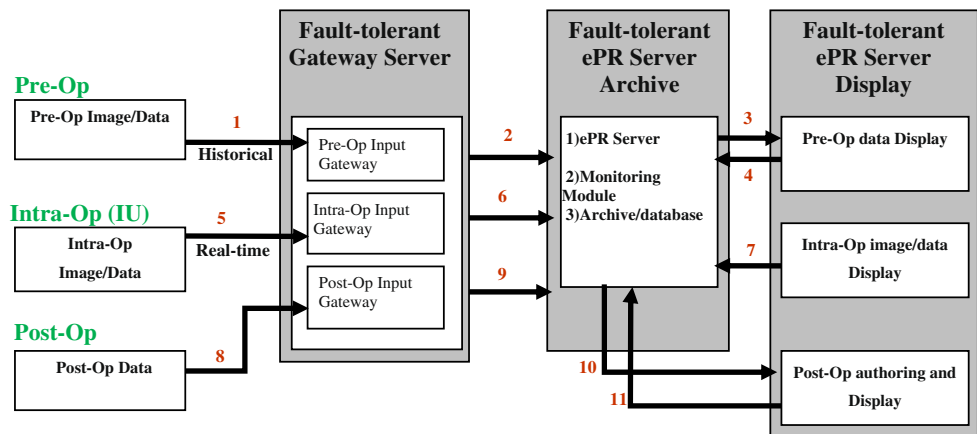 Fault-tolerant
Gateway Server
Fault-tolerant
ePR Server
Archive
Fault-tolerant
ePR Server
Display
Pre-Op
Pre-Op Image/Data
1
Historical
Pre-Op Input
Gateway
2
1)ePR Server
2)Monitoring
Module
3)Archive/database
3
4
Pre-Op data Display
Intra-Op (IU)
Intra-Op
Image/Data
5
Real-time
Intra-Op Input
Gateway
6
7
Intra-Op image/data
Display
Post-Op Input
Gateway
9
Post-Op
Post-Op Data
8
10
11
Post-Op authoring and
Display